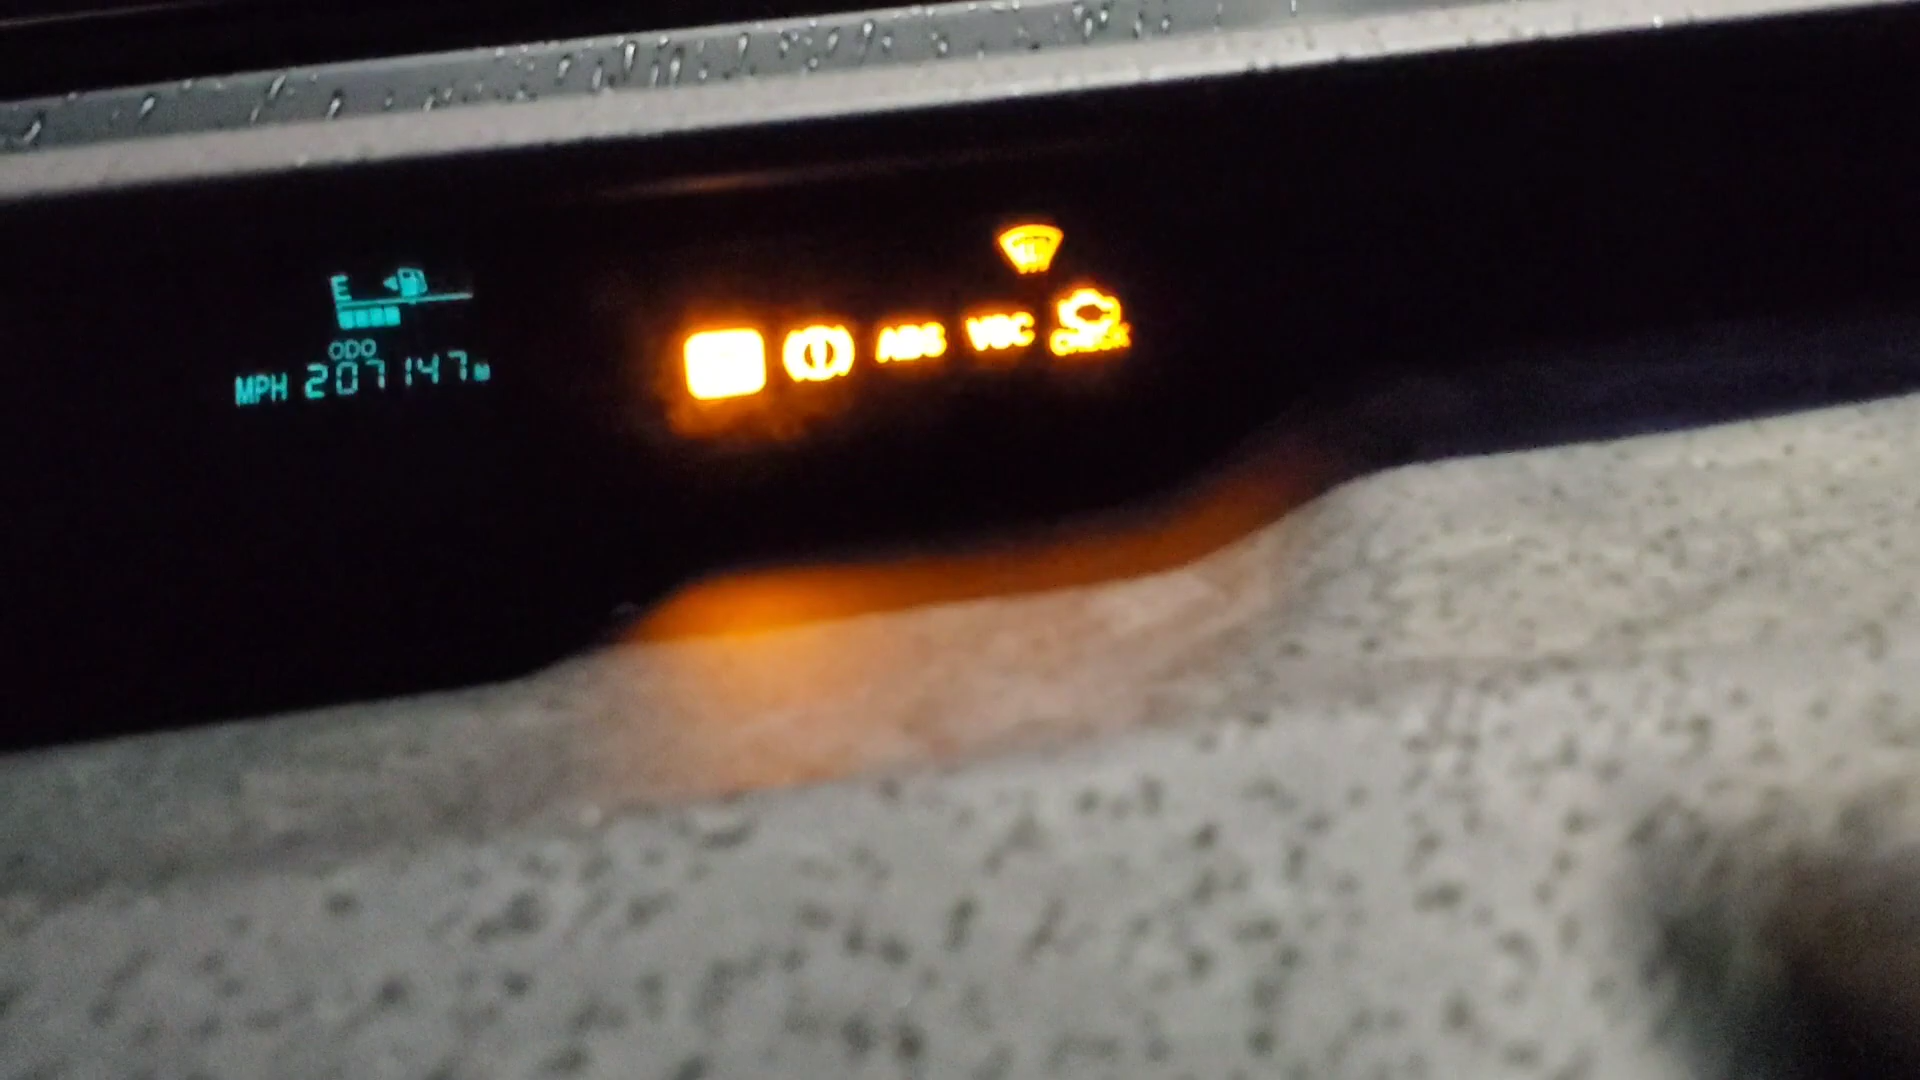 E
ODO
MPH 207147
ABS VSC
CHECK